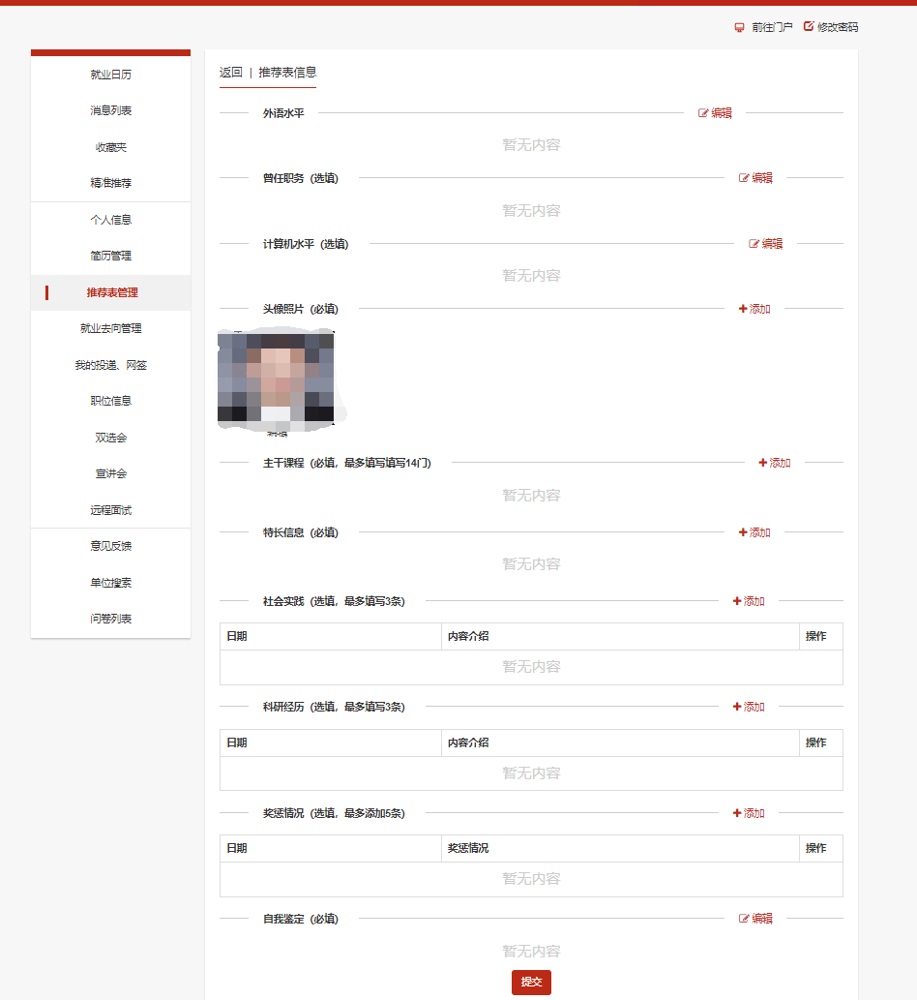 前往门户 修改密码
就业日历
消息列表
收藏夹
精准推荐
个人信息
简历管理
推荐表管理
就业去向管理
我的投递、网签
职位信息
双选会
宣讲会
远程面试
意见反馈
单位搜索
问卷列表
返回 | 推荐表信息
外语水平 编辑
暂无内容
曾任职务（选填） 编辑
暂无内容
计算机水平（选填） 编辑
暂无内容
头像照片（必填） 添加
编辑
主干课程（必填，最多填写填写14门） 添加
暂无内容
特长信息（必填） 添加
暂无内容
社会实践（选填，最多填写3条） 添加
日期 内容介绍 操作
暂无内容
科研经历（选填，最多填写3条） 添加
日期 内容介绍 操作
暂无内容
奖惩情况（选填，最多添加5条） 添加
日期 奖惩情况 操作
暂无内容
自我鉴定（必填） 编辑
暂无内容
提交